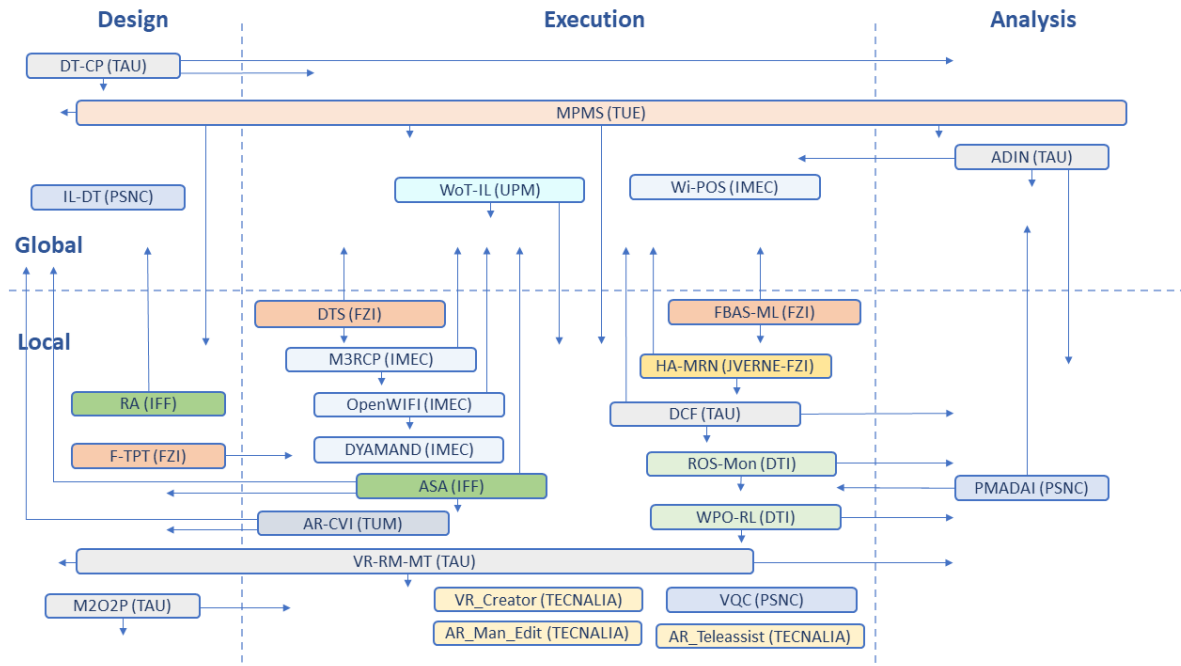 Design
Execution
Analysis
DT-CP (TAU)
MPMS (TUE)
ADIN (TAU)
IL-DT (PSNC)
WoT-IL (UPM)
Wi-POS (IMEC)
Global
DTS (FZI)
FBAS-ML (FZI)
Local
M3RCP (IMEC)
HA-MRN (JVERNE-FZI)
RA (IFF)
OpenWIFI (IMEC)
DCF (TAU)
F-TPT (FZI)
DYAMAND (IMEC)
ROS-Mon (DTI)
ASA (IFF)
PMADAI (PSNC)
AR-CVI (TUM)
WPO-RL (DTI)
VR-RM-MT (TAU)
M2O2P (TAU)
VR_Creator (TECNALIA)
VQC (PSNC)
AR_Man_Edit (TECNALIA)
AR_Teleassist (TECNALIA)